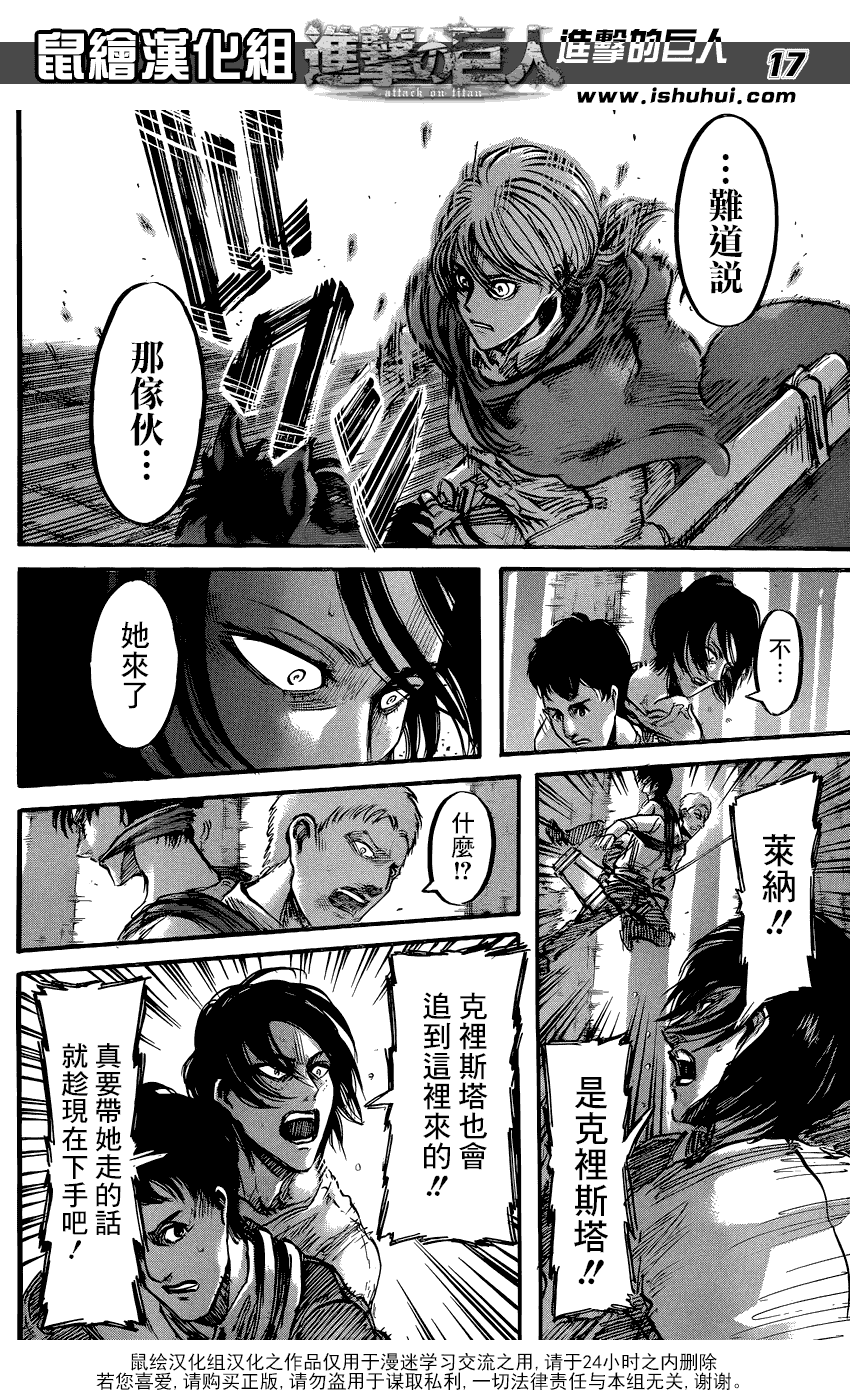 鼠繪漢化組
進撃の巨人
attack on titan
進擊的巨人
17
www.ishuhui.com
…難道説
那傢伙…
不…
她來了
萊納!!
是克裡斯塔!!
什麼!?
克裡斯塔也會
追到這裡來的!!
真要帶她走的話
就趁現在下手吧!
鼠绘汉化组汉化之作品仅用于漫迷学习交流之用,请于24小时之内删除
若您喜爱,请购买正版,请勿盗用于谋取私利,一切法律责任与本组无关,谢谢.